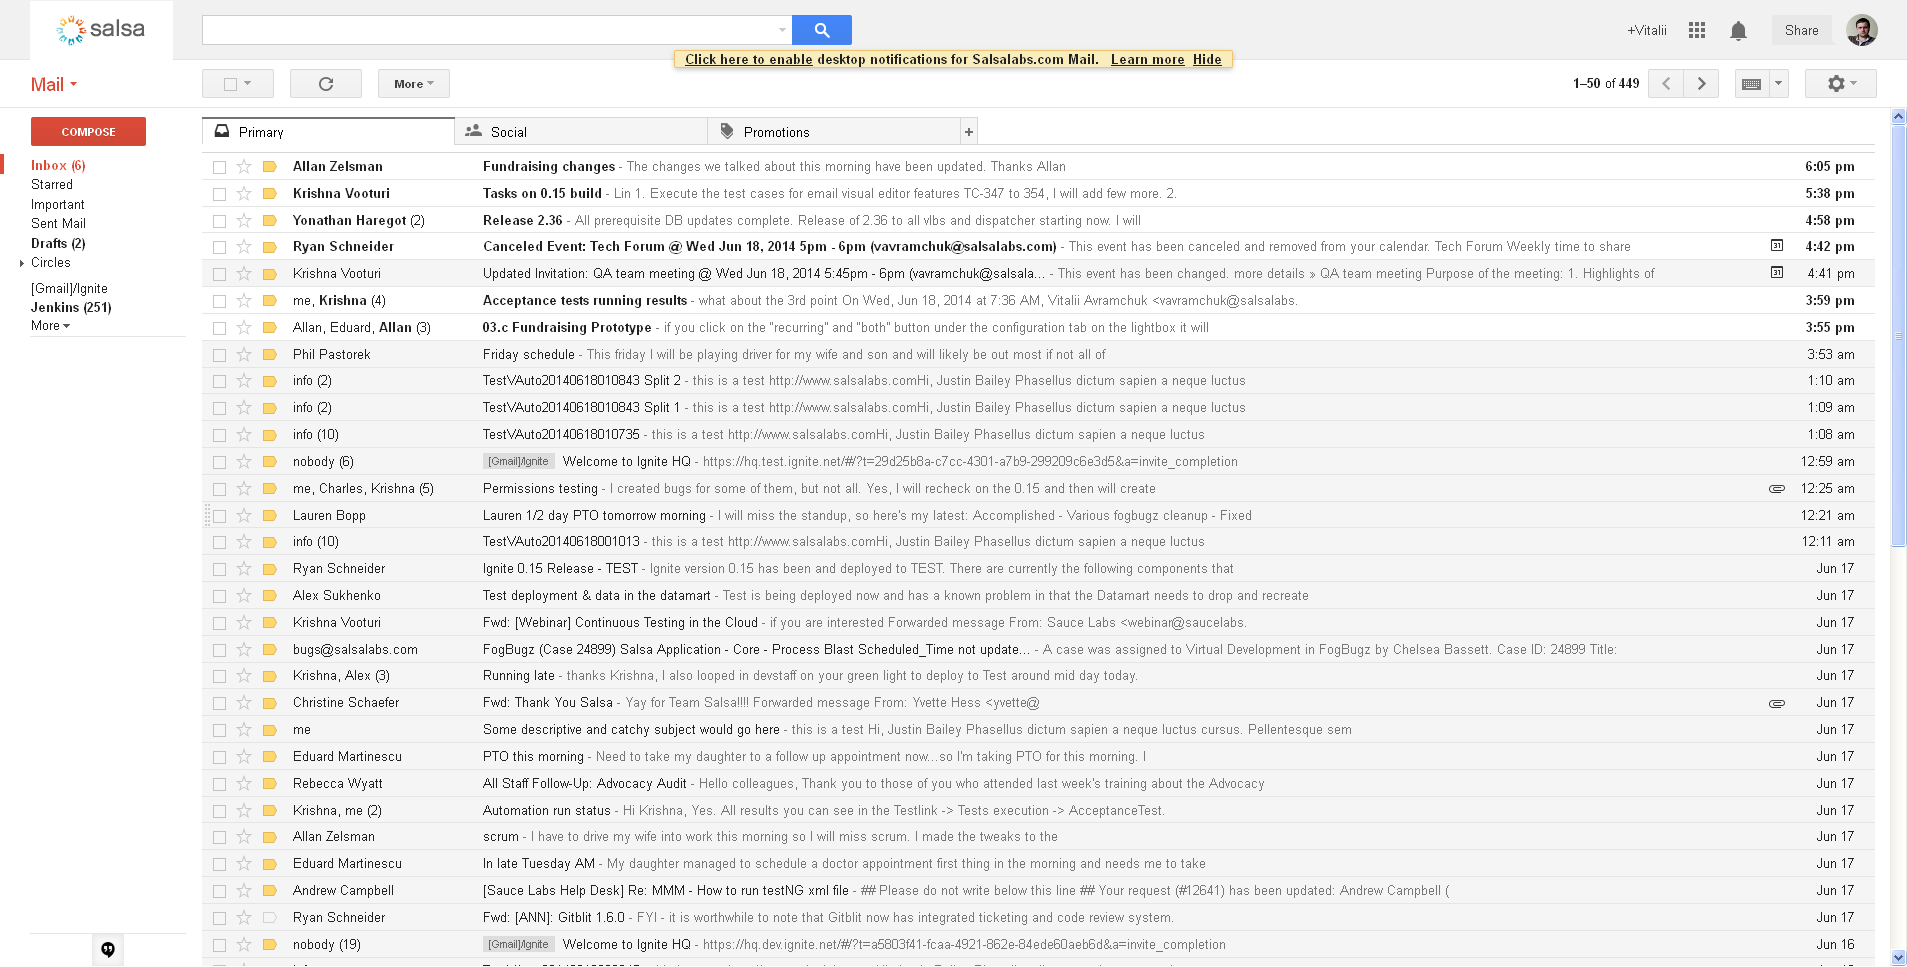 salsa
+Vitalii
Share
Click here to enable desktop notifications for Salsalabs.com Mail. Learn more Hide
Mail
More
1–50 of 449
COMPOSE
Inbox (6)
Starred
Important
Sent Mail
Drafts (2)
Circles
[Gmail]/Ignite
Jenkins (251)
More
Primary
Social
Promotions
+
Allan Zelsman Fundraising changes - The changes we talked about this morning have been updated. Thanks Allan 6:05 pm
Krishna Vooturi Tasks on 0.15 build - Lin 1. Execute the test cases for email visual editor features TC-347 to 354, I will add few more. 2. 5:38 pm
Yonathan Haregot (2) Release 2.36 - All prerequisite DB updates complete. Release of 2.36 to all vlbs and dispatcher starting now. I will 4:58 pm
Ryan Schneider Canceled Event: Tech Forum @ Wed Jun 18, 2014 5pm - 6pm (vavramchuk@salsalabs.com) - This event has been canceled and removed from your calendar. Tech Forum Weekly time to share 31 4:42 pm
Krishna Vooturi Updated Invitation: QA team meeting @ Wed Jun 18, 2014 5:45pm - 6pm (vavramchuk@salsala... - This event has been changed. more details » QA team meeting Purpose of the meeting: 1. Highlights of 31 4:41 pm
me, Krishna (4) Acceptance tests running results - what about the 3rd point On Wed, Jun 18, 2014 at 7:36 AM, Vitalii Avramchuk <vavramchuk@salsalabs. 3:59 pm
Allan, Eduard, Allan (3) 03.c Fundraising Prototype - if you click on the "recurring" and "both" button under the configuration tab on the lightbox it will 3:55 pm
Phil Pastorek Friday schedule - This friday I will be playing driver for my wife and son and will likely be out most if not all of 3:53 am
info (2) TestVAuto20140618010843 Split 2 - this is a test http://www.salsalabs.comHi, Justin Bailey Phasellus dictum sapien a neque luctus 1:10 am
info (2) TestVAuto20140618010843 Split 1 - this is a test http://www.salsalabs.comHi, Justin Bailey Phasellus dictum sapien a neque luctus 1:09 am
info (10) TestVAuto20140618010735 - this is a test http://www.salsalabs.comHi, Justin Bailey Phasellus dictum sapien a neque luctus 1:08 am
nobody (6) [Gmail]/Ignite Welcome to Ignite HQ - https://hq.test.ignite.net/#/?t=29d25b8a-c7cc-4301-a7b9-299209c6e3d5&a=invite_completion 12:59 am
me, Charles, Krishna (5) Permissions testing - I created bugs for some of them, but not all. Yes, I will recheck on the 0.15 and then will create 12:25 am
Lauren Bopp Lauren 1/2 day PTO tomorrow morning - I will miss the standup, so here's my latest: Accomplished - Various fogbugz cleanup - Fixed 12:21 am
info (10) TestVAuto20140618001013 - this is a test http://www.salsalabs.comHi, Justin Bailey Phasellus dictum sapien a neque luctus 12:11 am
Ryan Schneider Ignite 0.15 Release - TEST - Ignite version 0.15 has been and deployed to TEST. There are currently the following components that Jun 17
Alex Sukhenko Test deployment & data in the datamart - Test is being deployed now and has a known problem in that the Datamart needs to drop and recreate Jun 17
Krishna Vooturi Fwd: [Webinar] Continuous Testing in the Cloud - if you are interested Forwarded message From: Sauce Labs <webinar@saucelabs. Jun 17
bugs@salsalabs.com FogBugz (Case 24899) Salsa Application - Core - Process Blast Scheduled_Time not update... - A case was assigned to Virtual Development in FogBugz by Chelsea Bassett. Case ID: 24899 Title: Jun 17
Krishna, Alex (3) Running late - thanks Krishna, I also looped in devstaff on your green light to deploy to Test around mid day today. Jun 17
Christine Schaefer Fwd: Thank You Salsa - Yay for Team Salsa!!!! Forwarded message From: Yvette Hess <yvette@ Jun 17
me Some descriptive and catchy subject would go here - this is a test Hi, Justin Bailey Phasellus dictum sapien a neque luctus cursus. Pellentesque sem Jun 17
Eduard Martinescu PTO this morning - Need to take my daughter to a follow up appointment now...so I'm taking PTO for this morning. I Jun 17
Rebecca Wyatt All Staff Follow-Up: Advocacy Audit - Hello colleagues, Thank you to those of you who attended last week's training about the Advocacy Jun 17
Krishna, me (2) Automation run status - Hi Krishna, Yes. All results you can see in the Testlink -> Tests execution -> AcceptanceTest. Jun 17
Allan Zelsman scrum - I have to drive my wife into work this morning so I will miss scrum. I made the tweaks to the Jun 17
Eduard Martinescu In late Tuesday AM - My daughter managed to schedule a doctor appointment first thing in the morning and needs me to take Jun 17
Andrew Campbell [Sauce Labs Help Desk] Re: MMM - How to run testNG xml file - ## Please do not write below this line ## Your request (#12641) has been updated: Andrew Campbell ( Jun 17
Ryan Schneider Fwd: [ANN]: Gitblit 1.6.0 - FYI - it is worthwhile to note that Gitblit now has integrated ticketing and code review system. Jun 17
nobody (19) [Gmail]/Ignite Welcome to Ignite HQ - https://hq.dev.ignite.net/#/?t=a5803f41-fcaa-4921-862e-84ede60aeb6d&a=invite_completion Jun 16